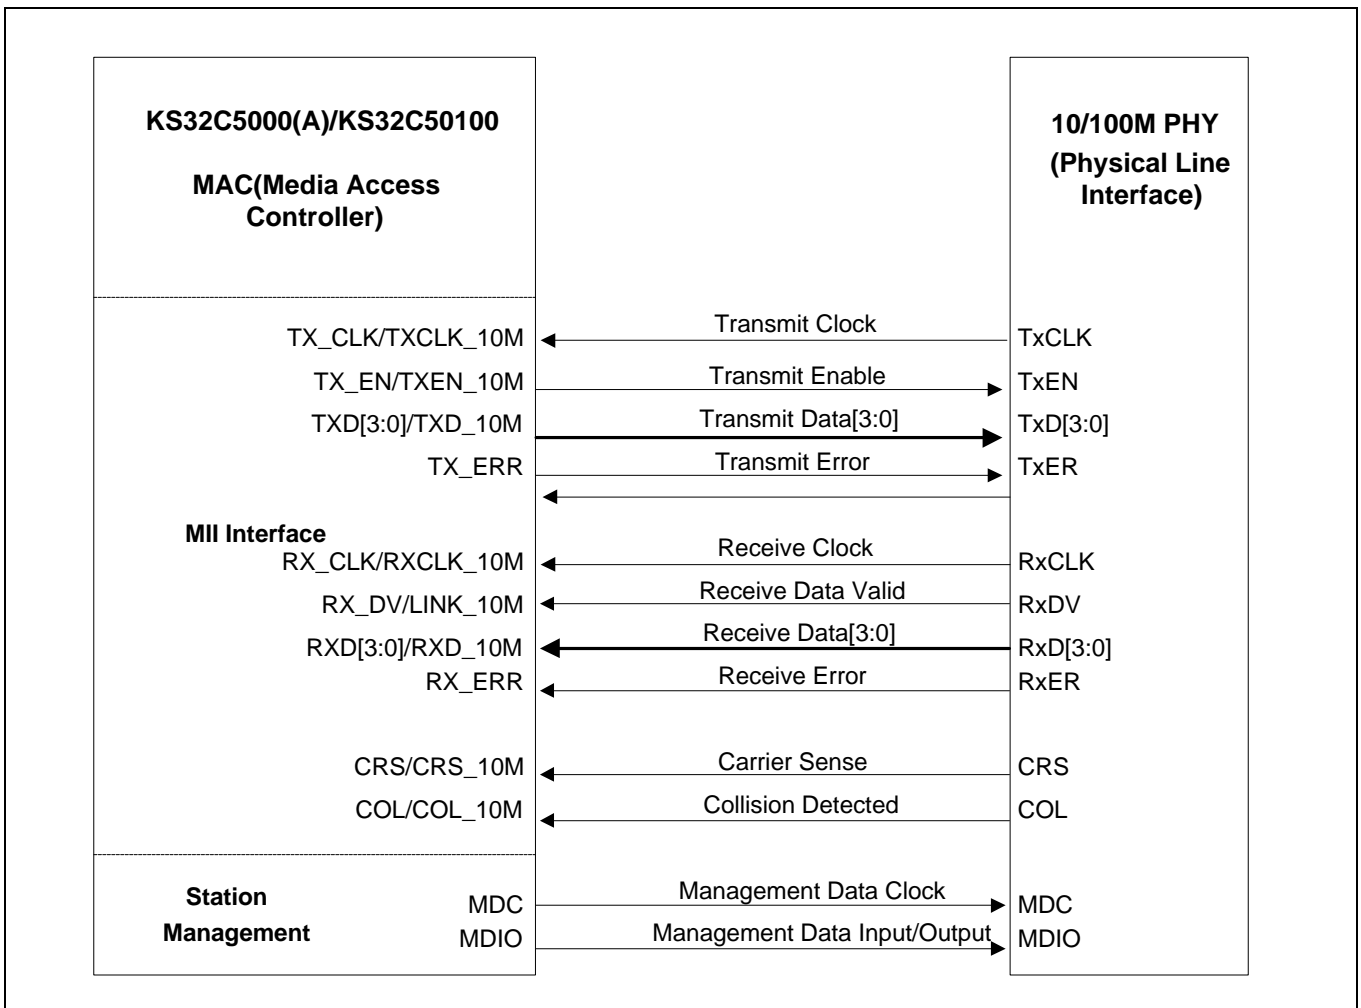 KS32C5000(A)/KS32C50100
MAC(Media Access
Controller)
10/100M PHY
(Physical Line
Interface)
TX_CLK/TXCLK_10M
Transmit Clock
TxCLK
TX_EN/TXEN_10M
Transmit Enable
TxEN
TXD[3:0]/TXD_10M
Transmit Data[3:0]
TxD[3:0]
TX_ERR
Transmit Error
TxER
MII Interface
RX_CLK/RXCLK_10M
Receive Clock
RxCLK
RX_DV/LINK_10M
Receive Data Valid
RxDV
RXD[3:0]/RXD_10M
Receive Data[3:0]
RxD[3:0]
RX_ERR
Receive Error
RxER
CRS/CRS_10M
Carrier Sense
CRS
COL/COL_10M
Collision Detected
COL
Station
Management
MDC
Management Data Clock
MDC
MDIO
Management Data Input/Output
MDIO